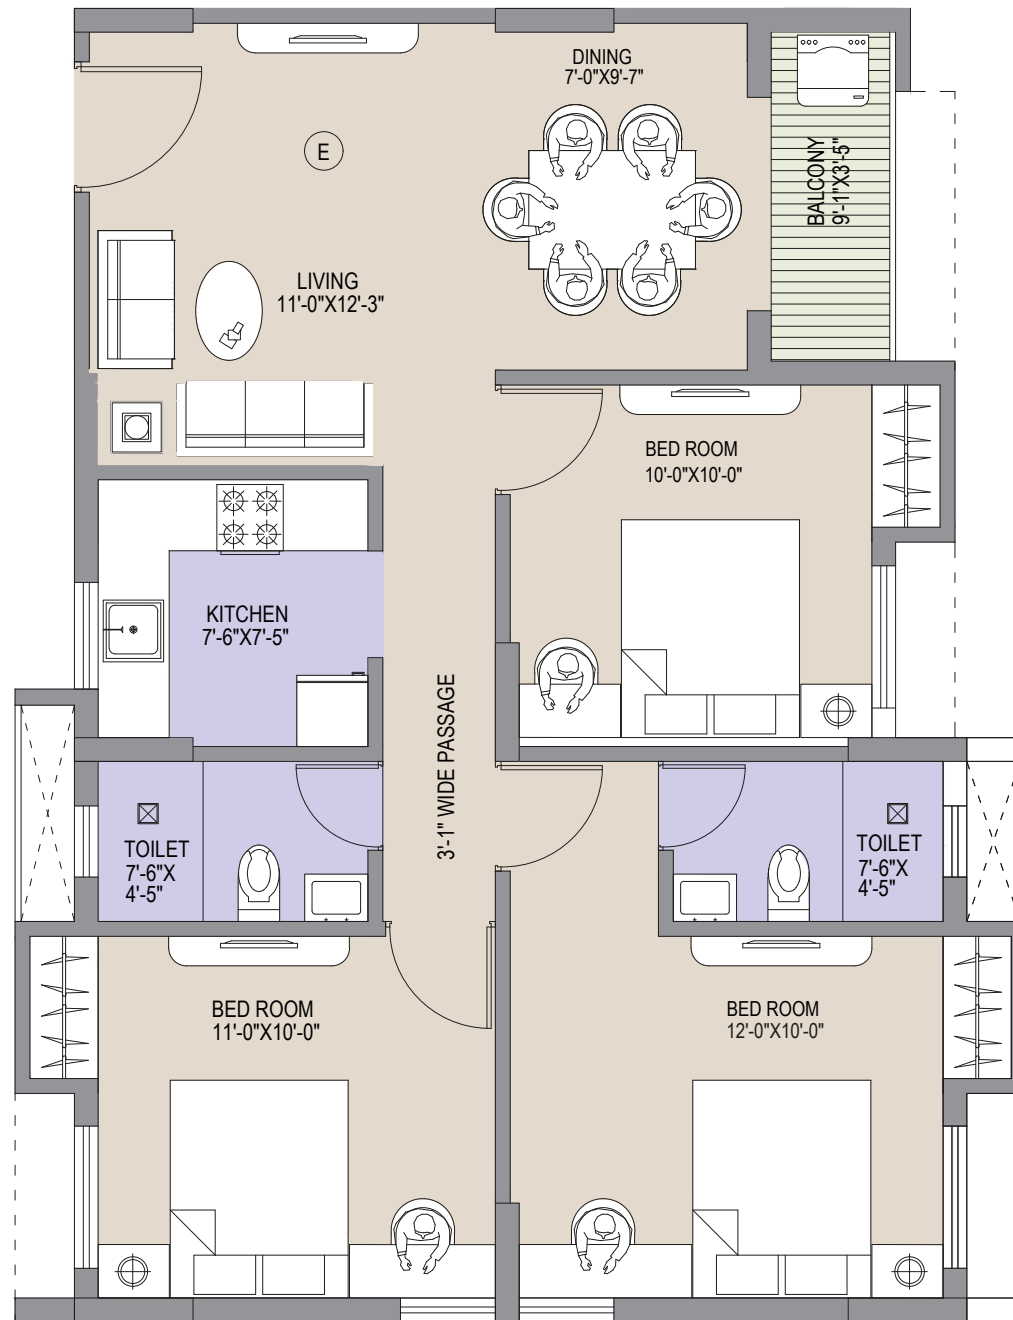 DINING
7'-0"X9'-7"
E
BALCONY
9'-1"X3'-5"
LIVING
11'-0"X12'-3"
BED ROOM
10'-0"X10'-0"
KITCHEN
7'-6"X7'-5"
3'-1" WIDE PASSAGE
TOILET
7'-6"X
4'-5"
TOILET
7'-6"X
4'-5"
BED ROOM
11'-0"X10'-0"
BED ROOM
12'-0"X10'-0"